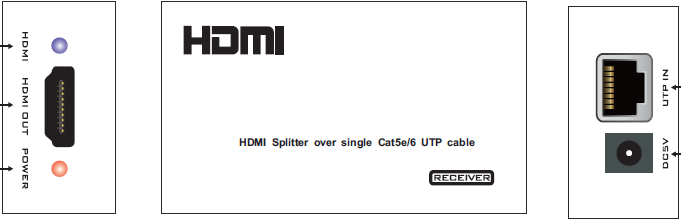 HDMI
HDMI OUT
POWER
HDMI
HDMI Splitter over single Cat5e/6 UTP cable
RECEIVER
UTP IN
DC5V